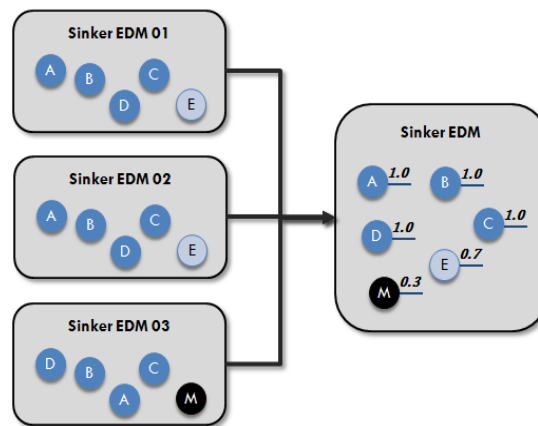 Sinker EDM 01
A
B
C
D
E
Sinker EDM 02
A
B
C
D
E
Sinker EDM 03
D
B
C
A
M
Sinker EDM
A 1.0
B 1.0
C 1.0
D 1.0
E 0.7
M 0.3